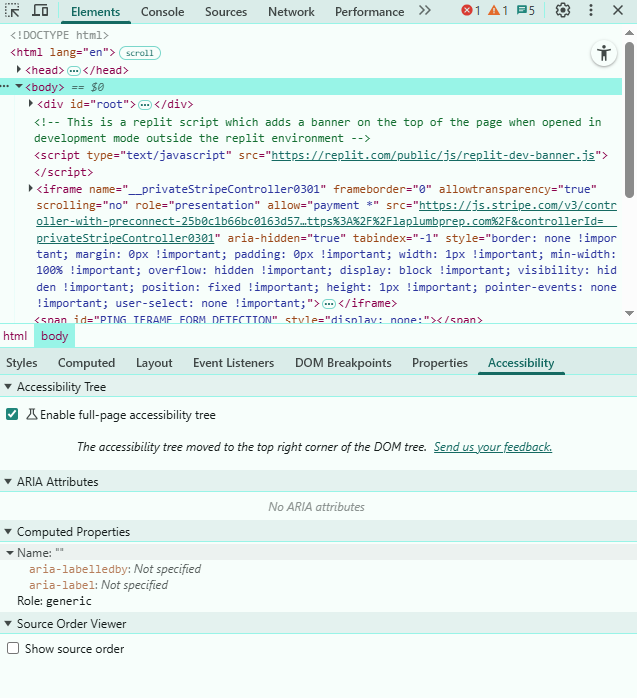 Elements Console Sources Network Performance 1 1 5
<!DOCTYPE html>
<html lang="en"> scroll
<head> </head>
<body> == $0
<div id="root"> </div>
<!-- This is a replit script which adds a banner on the top of the page when opened in
development mode outside the replit environment -->
<script type="text/javascript" src="https://replit.com/public/js/replit-dev-banner.js">
</script>
<iframe name="__privateStripeController0301" frameborder="0" allowtransparency="true"
scrolling="no" role="presentation" allow="payment *" src="https://js.stripe.com/v3/contr
oller-with-preconnect-25b0c1b66bc0163d57…ttps%3A%2F%2Flaplumbprep.com%2F&controllerId=__
privateStripeController0301" aria-hidden="true" tabindex="-1" style="border: none !impor
tant; margin: 0px !important; padding: 0px !important; width: 1px !important; min-width:
100% !important; overflow: hidden !important; display: block !important; visibility: hid
den !important; position: fixed !important; height: 1px !important; pointer-events: none
!important; user-select: none !important;"> </iframe>
<span id="PING_IFRAME_FORM_DETECTION" style="display: none;"></span>
html body
Styles Computed Layout Event Listeners DOM Breakpoints Properties Accessibility
Accessibility Tree
Enable full-page accessibility tree
The accessibility tree moved to the top right corner of the DOM tree. Send us your feedback.
ARIA Attributes
No ARIA attributes
Computed Properties
Name: ""
aria-labelledby: Not specified
aria-label: Not specified
Role: generic
Source Order Viewer
Show source order